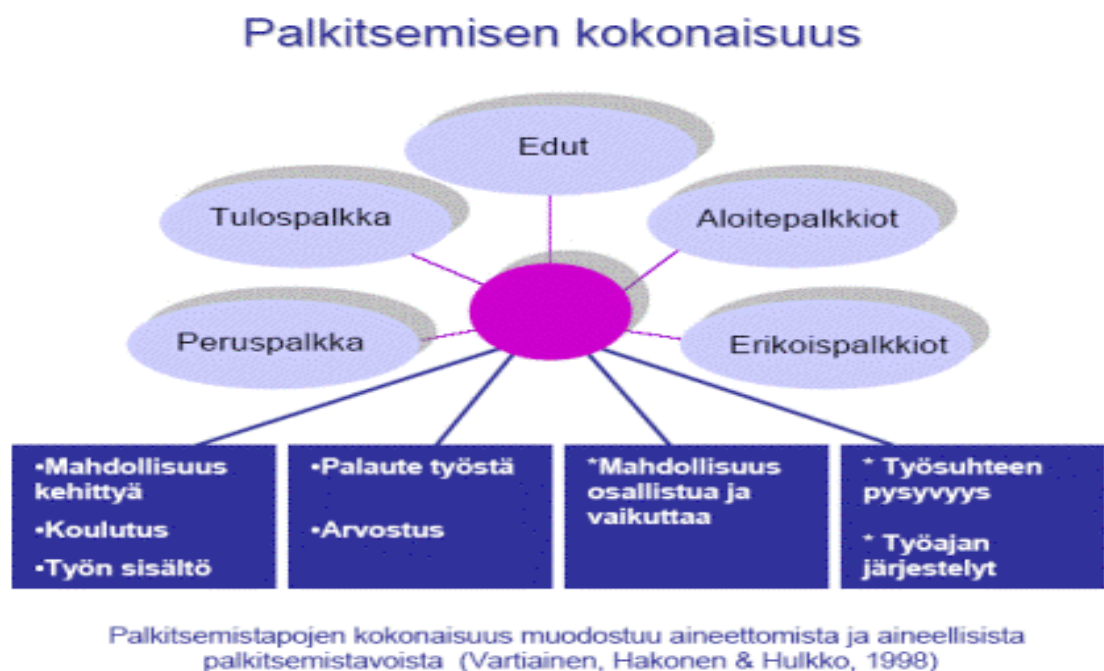 Palkitsemisen kokonaisuus
Edut
Tulospalkka
Aloitepalkkiot
Peruspalkka
Erikoispalkkiot
•Mahdollisuus
kehittyä
•Koulutus
•Työn sisältö
•Palaute työstä
•Arvostus
*Mahdollisuus
osallistua ja
vaikuttaa
* Työsuhteen
pysyvyys
* Työajan
järjestelyt
Palkitsemistapojen kokonaisuus muodostuu aineettomista ja aineellisista
palkitsemistavoista (Vartiainen, Hakonen & Hulkko, 1998)